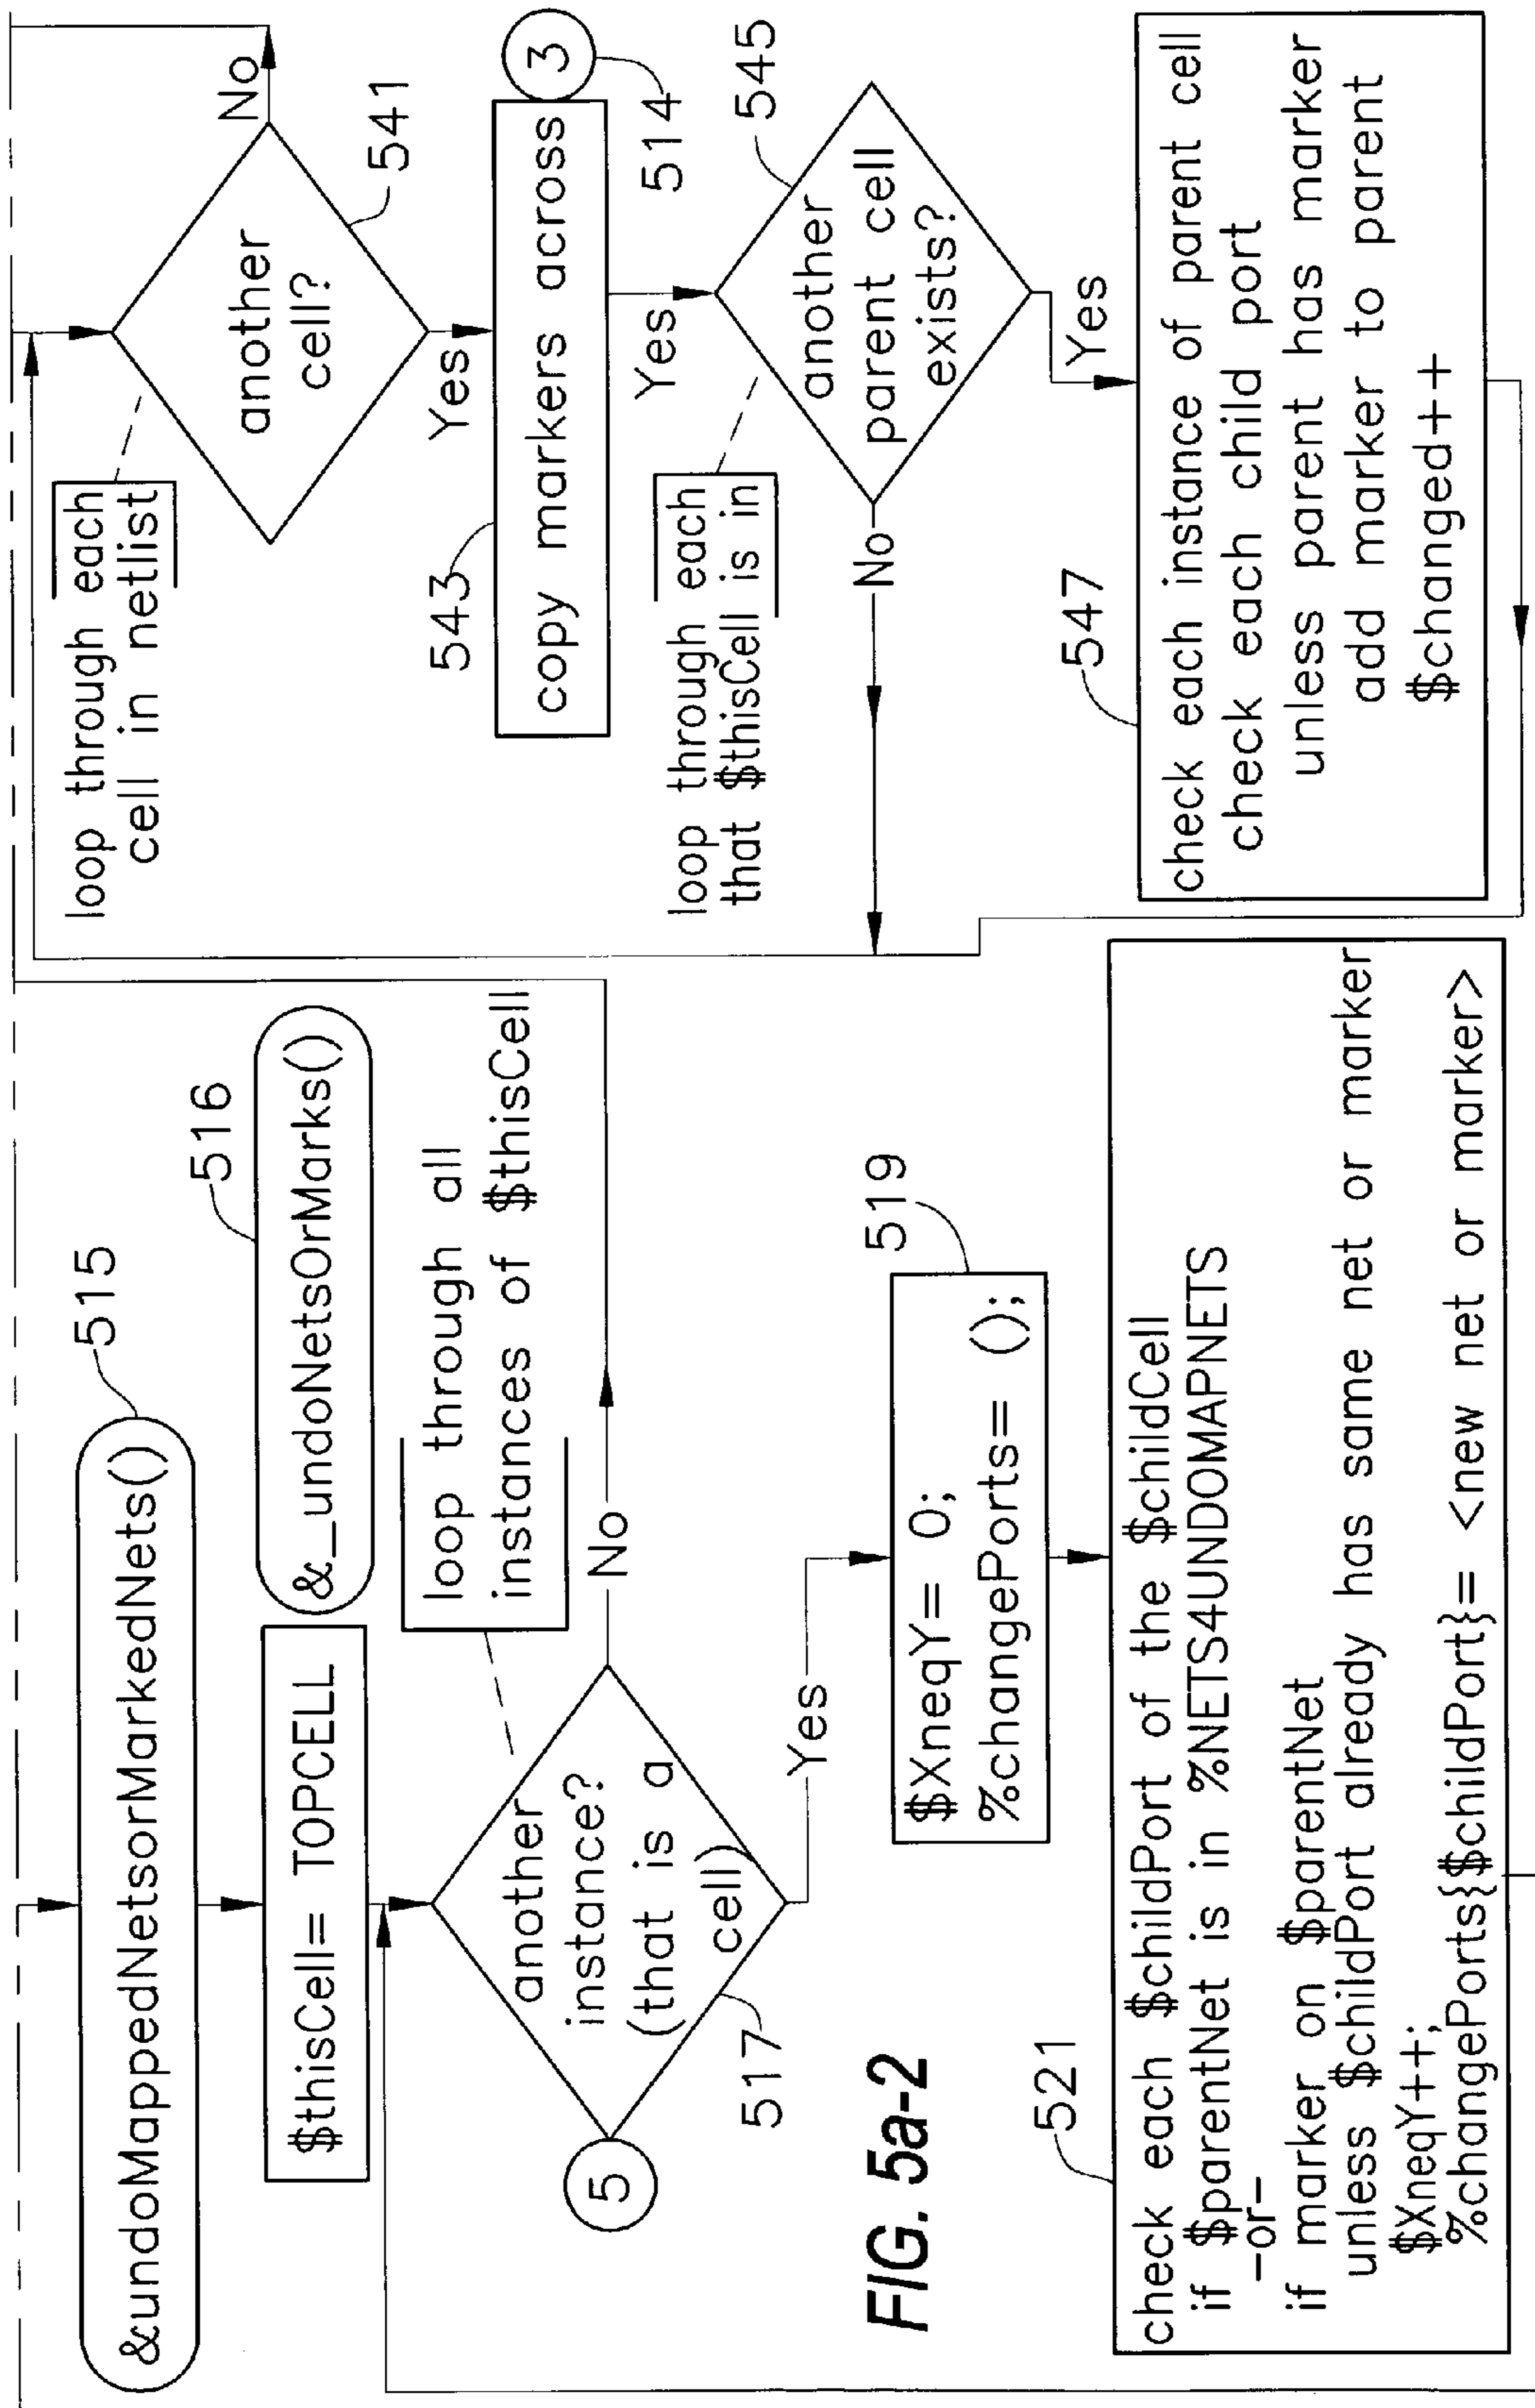 515
&undoMappedNetsorMarkedNets()
516
$thisCell= TOPCELL
&_undoNetsOrMarks()
loop through all
instances of $thisCell
another
instance?
(that is a
cell)
5
517
No
Yes
519
$XneqY= 0;
%changePorts= ();
FIG. 5a-2
521
check each $childPort of the $childCell
if $parentNet is in %NETS4UNDOMAPNETS
-or-
if marker on $parentNet
unless $childPort already has same net or marker
$XneqY++;
%changePorts{$childPort}= <new net or marker>
loop through each
cell in netlist
another
cell?
No
541
Yes
543
copy markers across
3
514
Yes
loop through each
that $thisCell is in
another
parent cell
exists?
545
No
Yes
547
check each instance of parent cell
check each child port
unless parent has marker
add marker to parent
$changed++